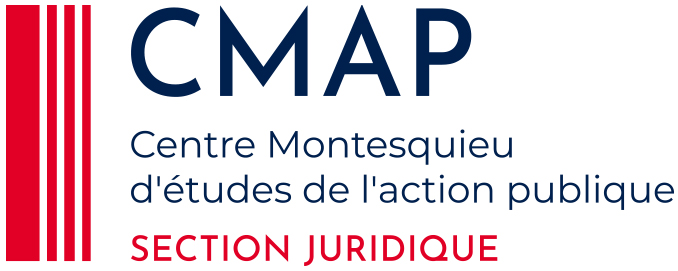 CMAP
Centre Montesquieu
d'études de l'action publique
SECTION JURIDIQUE